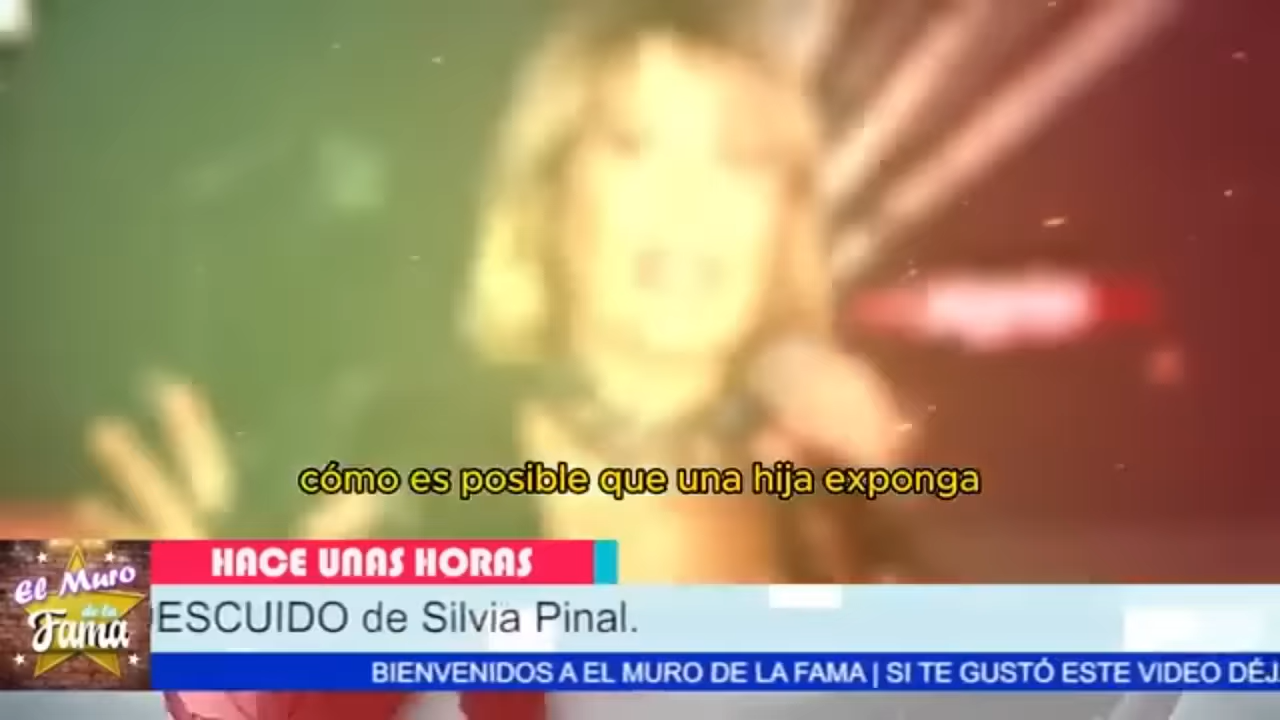 cómo es posible que una hija exponga
HACE UNAS HORAS
El Muro
de la
Fama
ESCUIDO de Silvia Pinal.
BIENVENIDOS A EL MURO DE LA FAMA | SI TE GUSTÓ ESTE VIDEO DÉJ